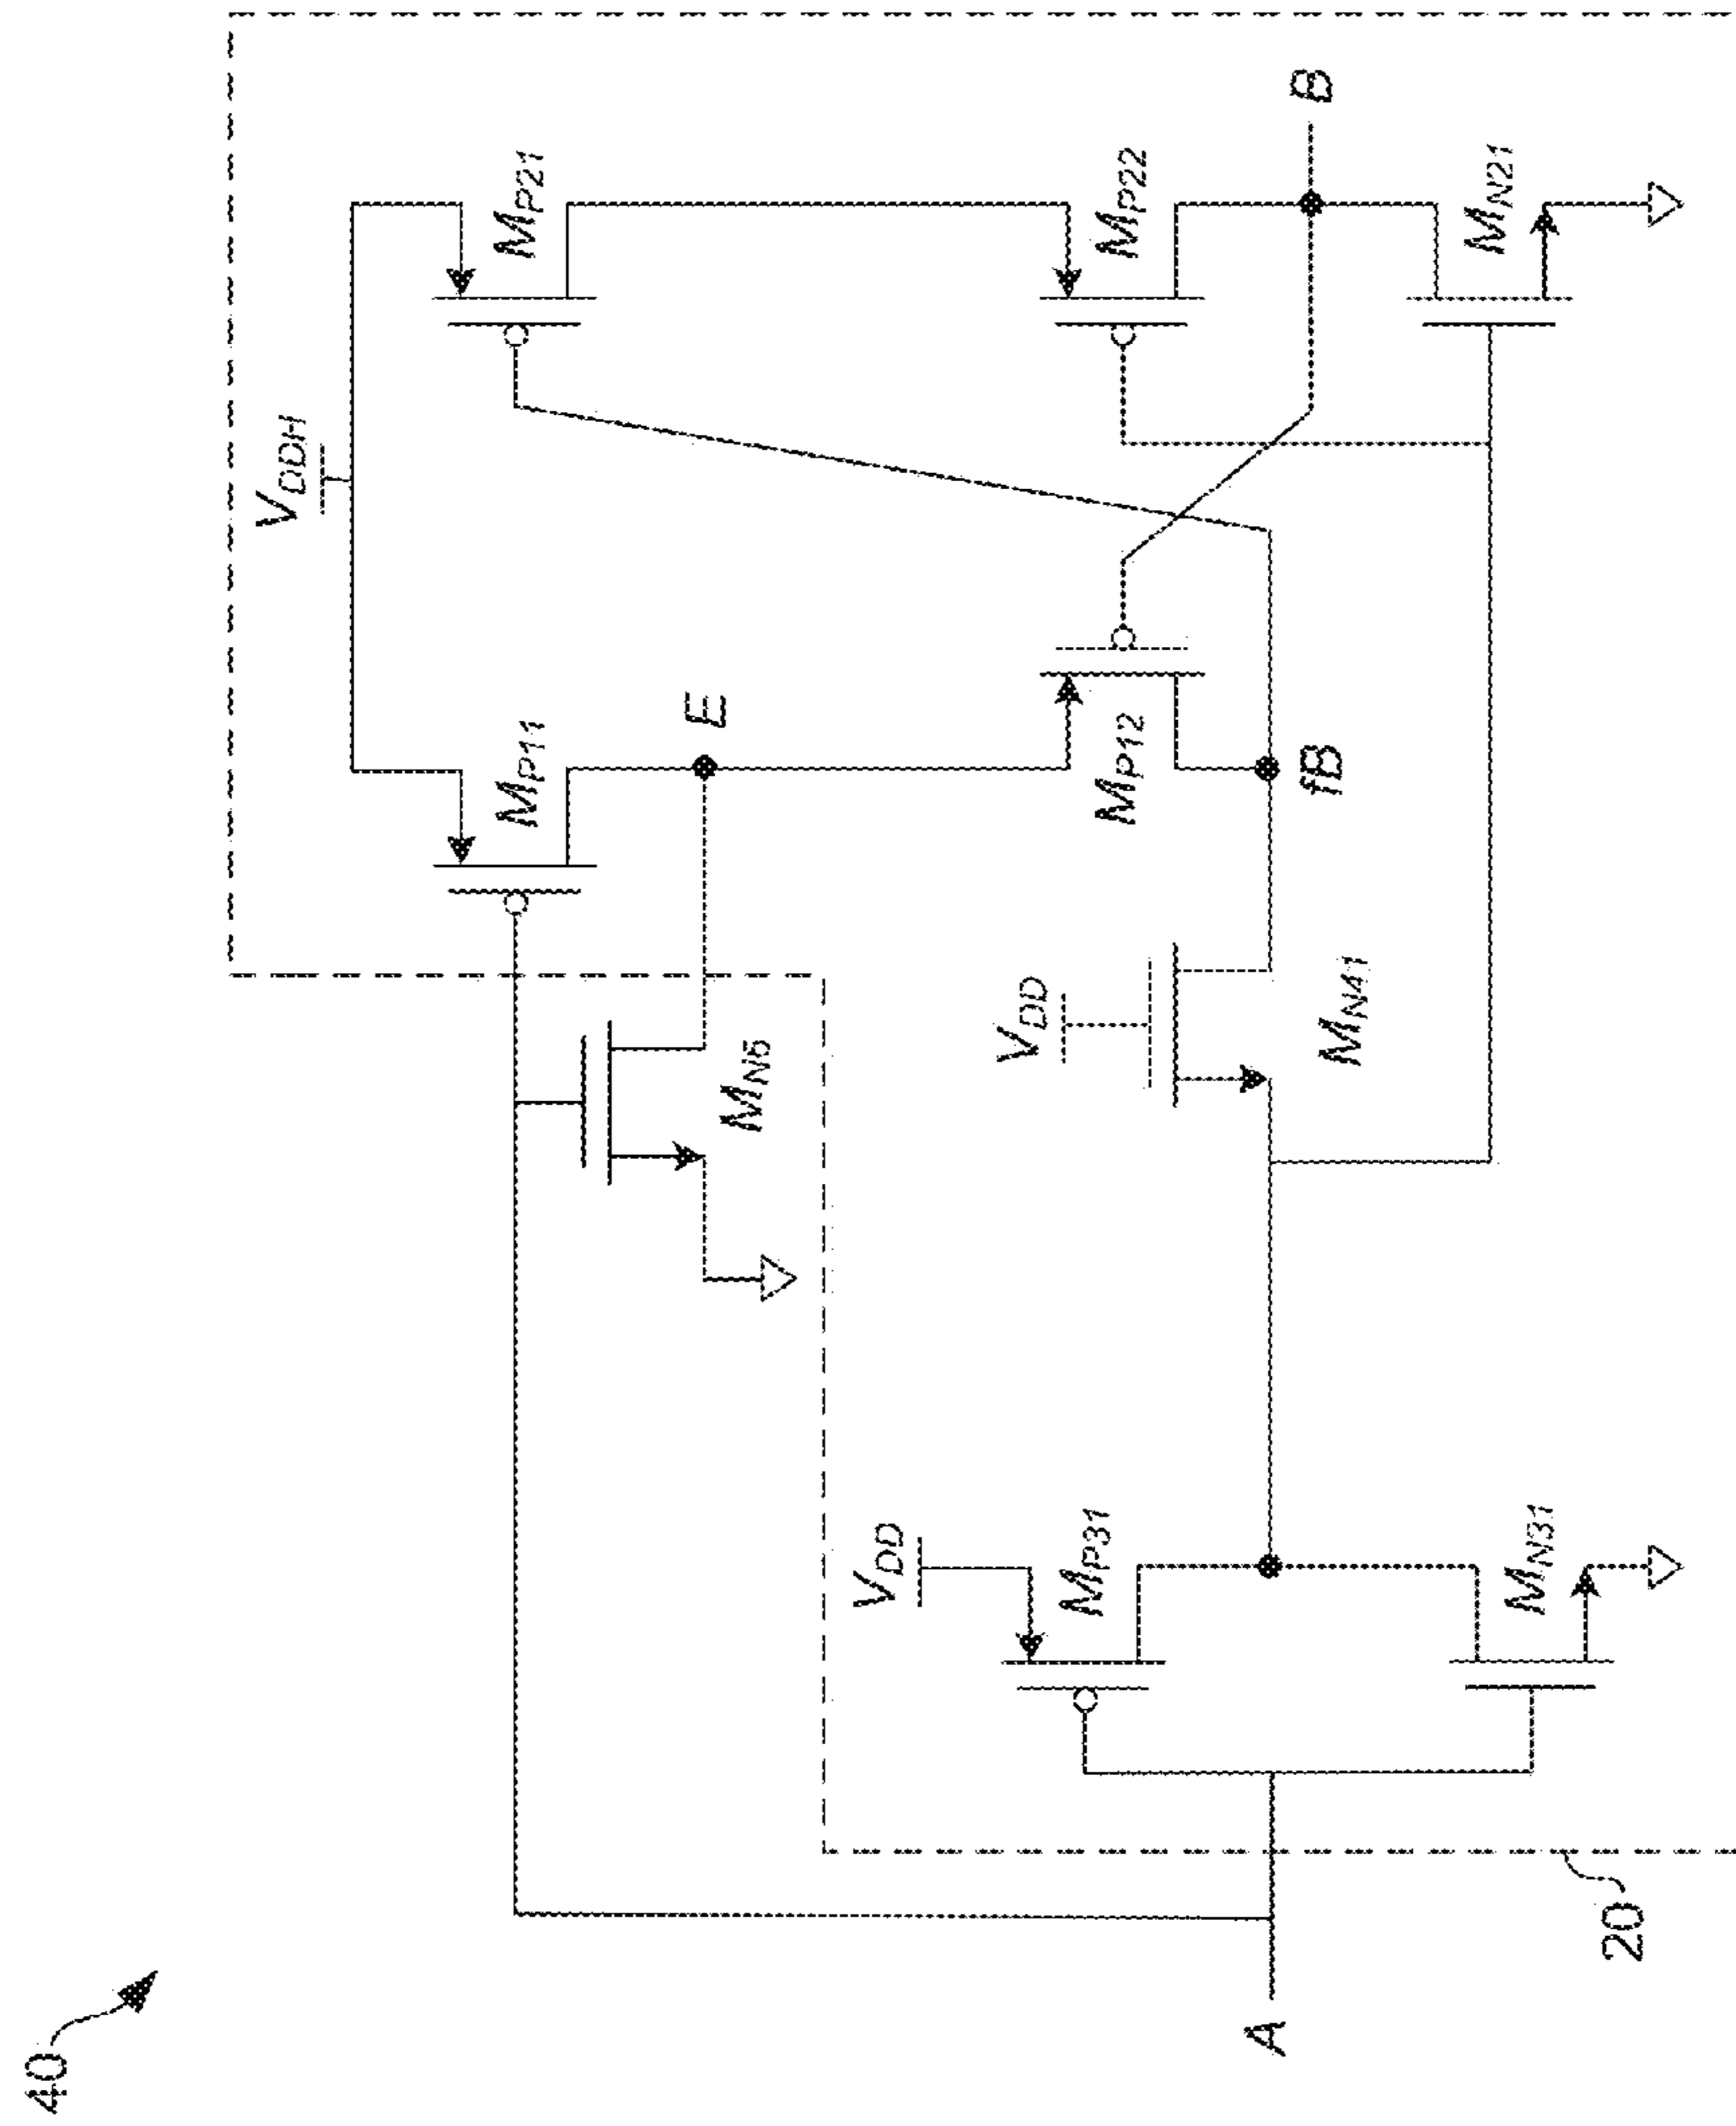 40
V_DDH
M_P11
M_P21
E
M_N5
M_P12
M_P22
B
V_DD
M_N41
fB
M_N21
V_DD
M_P31
M_N31
A
20